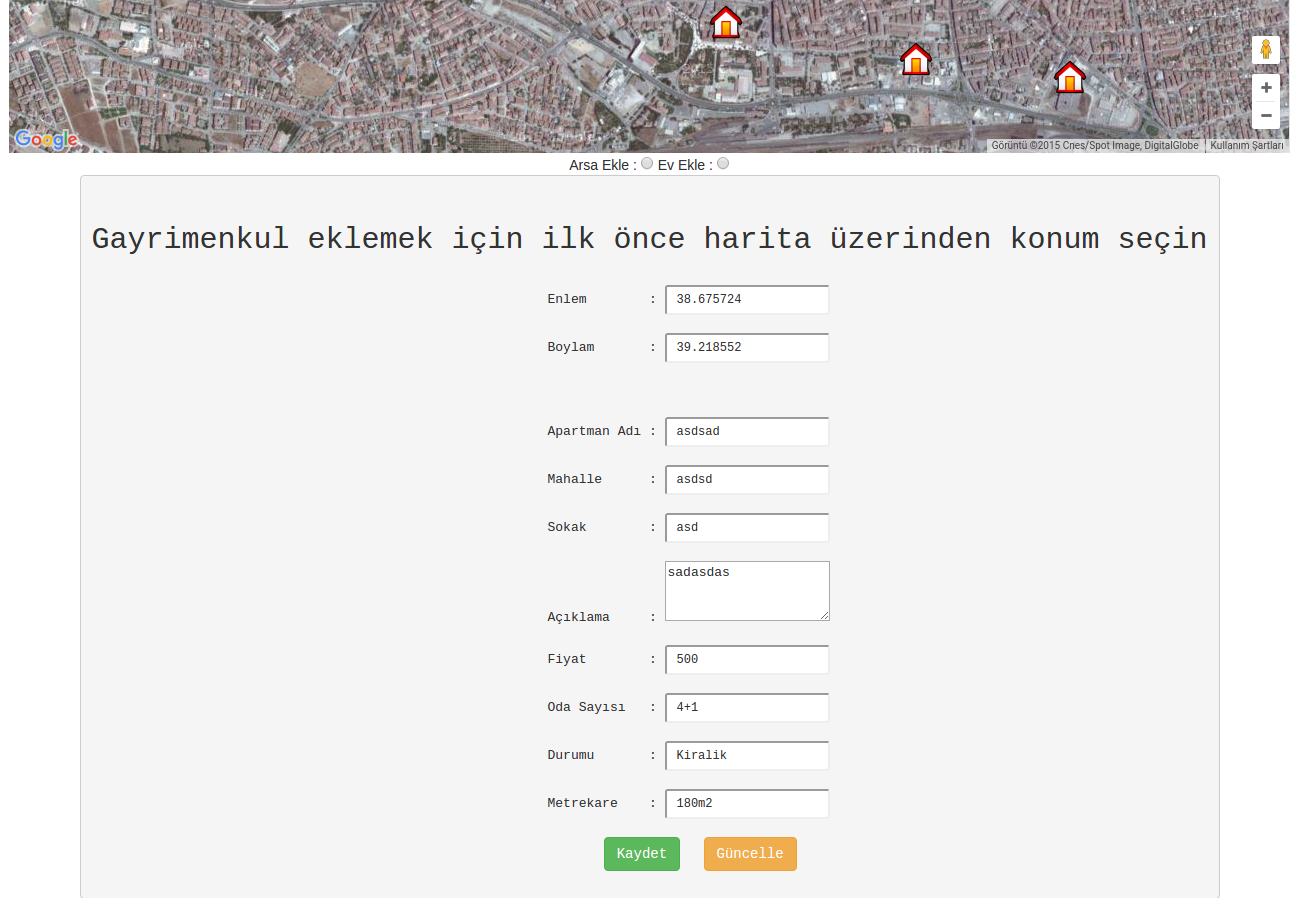 Google
Görüntü ©2015 Cnes/Spot Image, DigitalGlobe Kullanım Şartları
Arsa Ekle : Ev Ekle :
Gayrimenkul eklemek için ilk önce harita üzerinden konum seçin
Enlem : 38.675724
Boylam : 39.218552
Apartman Adı : asdsad
Mahalle : asdsd
Sokak : asd
sadasdas
Açıklama :
Fiyat : 500
Oda Sayısı : 4+1
Durumu : Kiralik
Metrekare : 180m2
Kaydet Güncelle